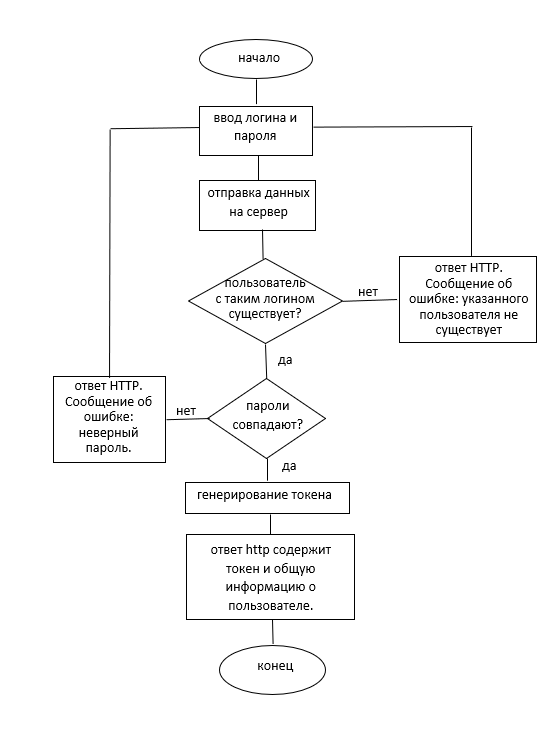 начало
ввод логина и
пароля
отправка данных
на сервер
пользователь
с таким логином
существует?
нет
ответ HTTP.
Сообщение об
ошибке: указанного
пользователя не
существует
да
ответ HTTP.
Сообщение об
ошибке:
неверный
пароль.
нет
пароли
совпадают?
да
генерирование токена
ответ http содержит
токен и общую
информацию о
пользователе.
конец